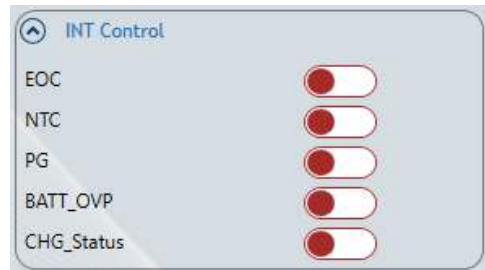 INT Control
EOC
NTC
PG
BATT_OVP
CHG_Status